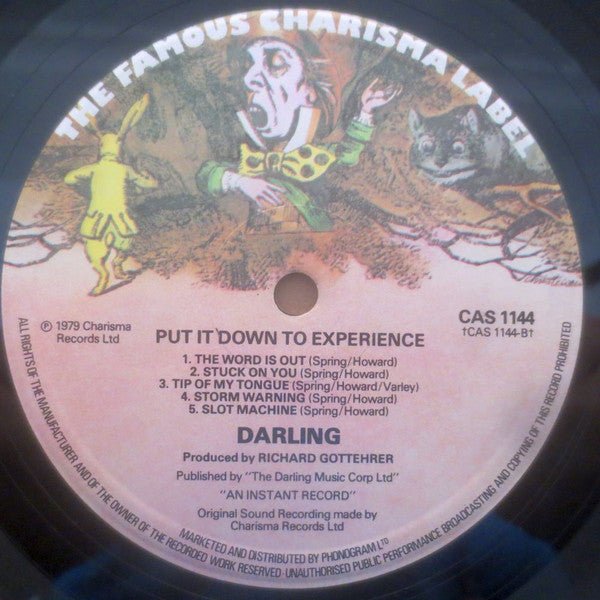 THE FAMOUS CHARISMA LABEL
℗ 1979 Charisma
Records Ltd
CAS 1144
†CAS 1144-B†
PUT IT DOWN TO EXPERIENCE
1. THE WORD IS OUT (Spring/Howard)
2. STUCK ON YOU (Spring/Howard)
3. TIP OF MY TONGUE (Spring/Howard/Varley)
4. STORM WARNING (Spring/Howard)
5. SLOT MACHINE (Spring/Howard)
DARLING
Produced by RICHARD GOTTEHRER
Published by "The Darling Music Corp Ltd"
"AN INSTANT RECORD"
Original Sound Recording made by
Charisma Records Ltd
MARKETED AND DISTRIBUTED BY PHONOGRAM LTD
ALL RIGHTS OF THE MANUFACTURER AND OF THE OWNER OF THE RECORDED WORK RESERVED · UNAUTHORISED PUBLIC PERFORMANCE BROADCASTING AND COPYING OF THIS RECORD PROHIBITED